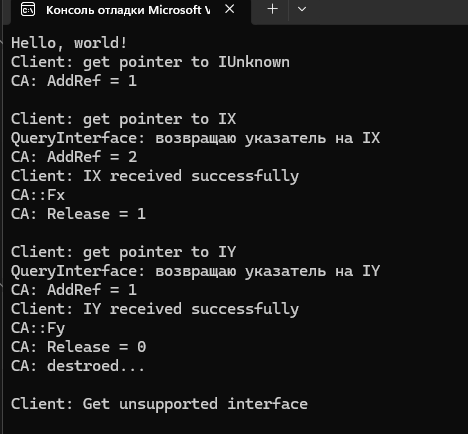 Консоль отладки Microsoft V
Hello, world!
Client: get pointer to IUnknown
CA: AddRef = 1
Client: get pointer to IX
QueryInterface: возвращаю указатель на IX
CA: AddRef = 2
Client: IX received successfully
CA::Fx
CA: Release = 1
Client: get pointer to IY
QueryInterface: возвращаю указатель на IY
CA: AddRef = 1
Client: IY received successfully
CA::Fy
CA: Release = 0
CA: destroed...
Client: Get unsupported interface